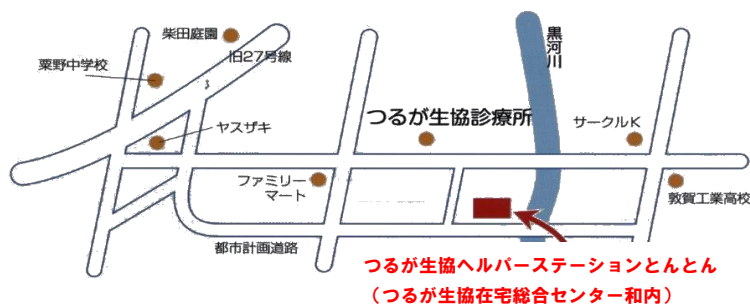 柴田庭園
旧27号線
粟野中学校
黒河川
ヤスザキ
つるが生協診療所
サークルK
ファミリー
マート
敦賀工業高校
都市計画道路
つるが生協ヘルパーステーションとんとん
（つるが生協在宅総合センター和内）